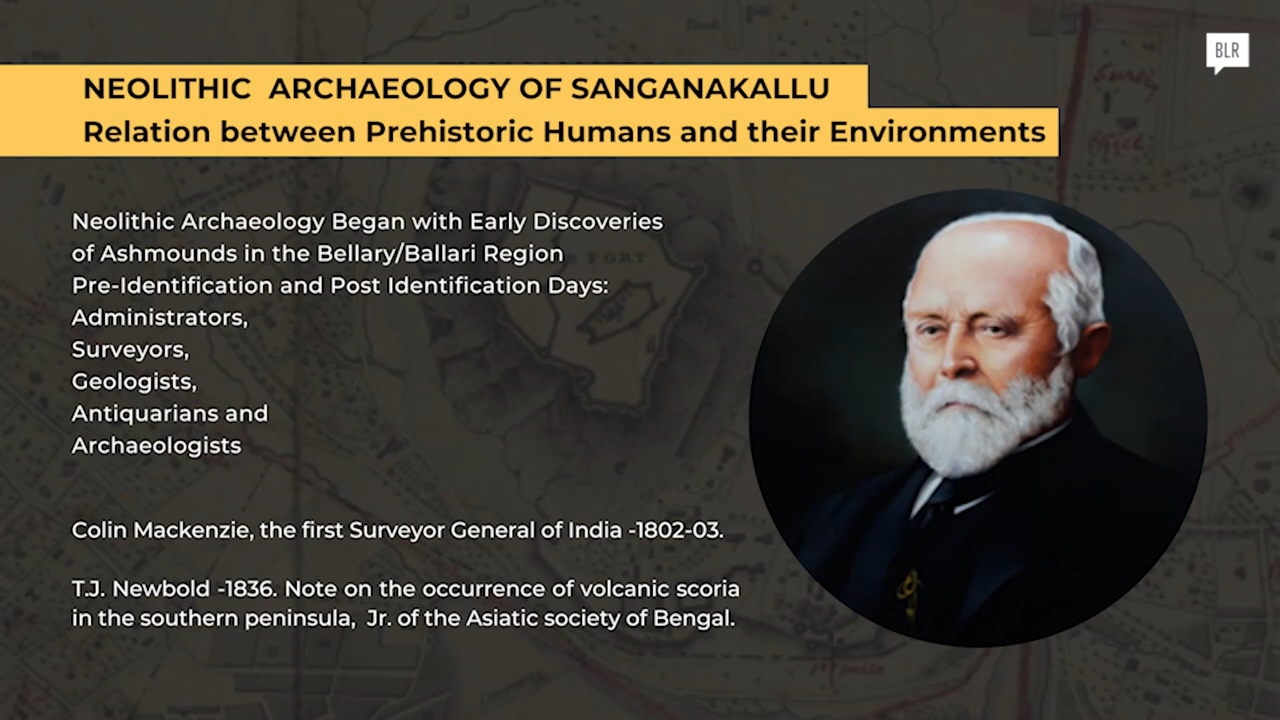 BLR
NEOLITHIC ARCHAEOLOGY OF SANGANAKALLU
Relation between Prehistoric Humans and their Environments
Neolithic Archaeology Began with Early Discoveries
of Ashmounds in the Bellary/Ballari Region
Pre-Identification and Post Identification Days:
Administrators,
Surveyors,
Geologists,
Antiquarians and
Archaeologists
Colin Mackenzie, the first Surveyor General of India -1802-03.
T.J. Newbold -1836. Note on the occurrence of volcanic scoria
in the southern peninsula, Jr. of the Asiatic society of Bengal.
FORT